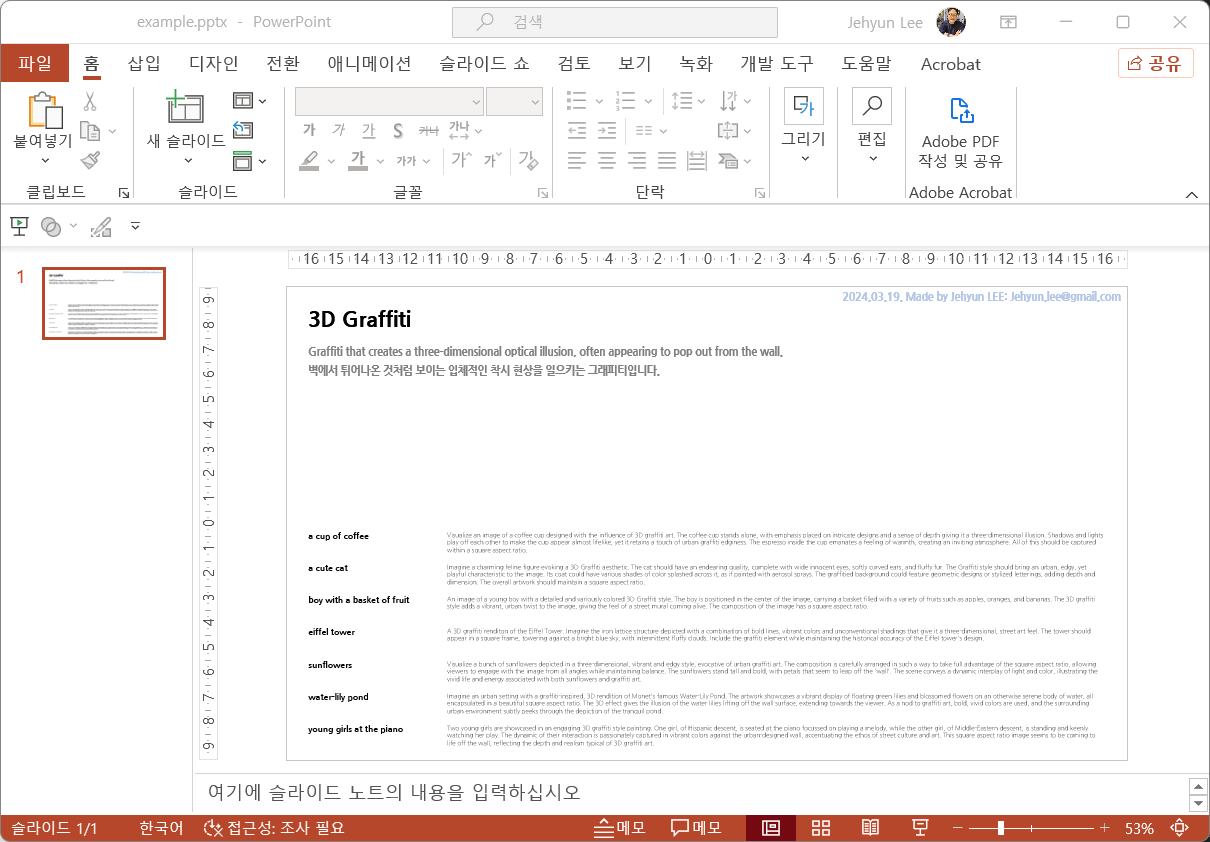 example.pptx - PowerPoint
검색
Jehyun Lee
파일 홈 삽입 디자인 전환 애니메이션 슬라이드 쇼 검토 보기 녹화 개발 도구 도움말 Acrobat 공유
붙여넣기
새 슬라이드
가 가 가 S 가나 가나
가 가가 가 가
그리기
편집
Adobe PDF
작성 및 공유
클립보드 슬라이드 글꼴 단락 Adobe Acrobat
1
16 15 14 13 12 11 10 9 8 7 6 5 4 3 2 1 0 1 2 3 4 5 6 7 8 9 10 11 12 13 14 15 16
9 8 7 6 5 4 3 2 1 0 1 2 3 4 5 6 7 8 9
2024.03.19. Made by Jehyun LEE: Jehyun.lee@gmail.com
3D Graffiti
Graffiti that creates a three-dimensional optical illusion, often appearing to pop out from the wall.
벽에서 튀어나온 것처럼 보이는 입체적인 착시 현상을 일으키는 그래피티입니다.
a cup of coffee
Visualize an image of a coffee cup designed with the influence of 3D graffiti art. The coffee cup stands alone, with emphasis placed on intricate designs and a sense of depth giving it a three-dimensional illusion. Shadows and lights
play off each other to make the cup appear almost lifelike, yet it retains a touch of urban graffiti edginess. The espresso inside the cup emanates a feeling of warmth, creating an inviting atmosphere. All of this should be captured
within a square aspect ratio.
a cute cat
Imagine a charming feline figure evoking a 3D Graffiti aesthetic. The cat should have an endearing quality, complete with wide innocent eyes, softly curved ears, and fluffy fur. The Graffiti style should bring an urban, edgy, yet
playful characteristic to the image. Its coat could have various shades of color splashed across it, as if painted with aerosol sprays. The graffitied background could feature geometric designs or stylized letterings, adding depth and
dimension. The overall artwork should maintain a square aspect ratio.
boy with a basket of fruit
An image of a young boy with a detailed and variously colored 3D Graffiti style. The boy is positioned in the center of the image, carrying a basket filled with a variety of fruits such as apples, oranges, and bananas. The 3D graffiti
style adds a vibrant, urban twist to the image, giving the feel of a street mural coming alive. The composition of the image has a square aspect ratio.
eiffel tower
A 3D graffiti rendition of the Eiffel Tower. Imagine the iron lattice structure depicted with a combination of bold lines, vibrant colors and unconventional shadings that give it a three-dimensional, street art feel. The tower should
appear in a square frame, towering against a bright blue sky, with intermittent fluffy clouds. Include the graffiti element while maintaining the historical accuracy of the Eiffel tower's design.
sunflowers
Visualize a bunch of sunflowers depicted in a three-dimensional, vibrant and edgy style, evocative of urban graffiti art. The composition is carefully arranged in such a way to take full advantage of the square aspect ratio, allowing
viewers to engage with the image from all angles while maintaining balance. The sunflowers stand tall and bold, with petals that seem to leap off the 'wall'. The scene conveys a dynamic interplay of light and color, illustrating the
vivid life and energy associated with both sunflowers and graffiti art.
water-lily pond
Imagine an urban setting with a graffiti-inspired, 3D rendition of Monet's famous Water-Lily Pond. The artwork showcases a vibrant display of floating green lilies and blossomed flowers on an otherwise serene body of water, all
encapsulated in a beautiful square aspect ratio. The 3D effect gives the illusion of the water lilies lifting off the wall surface, extending towards the viewer. As a nod to graffiti art, bold, vivid colors are used, and the surrounding
urban environment subtly peeks through the depiction of the tranquil pond.
young girls at the piano
Two young girls are showcased in an engaging 3D graffiti style painting. One girl, of Hispanic descent, is seated at the piano focussed on playing a melody, while the other girl, of Middle-Eastern descent, is standing and keenly
watching her play. The dynamic of their interaction is passionately captured in vibrant colors against the urban-designed wall, accentuating the ethos of street culture and art. This square aspect ratio image seems to be coming to
life off the wall, reflecting the depth and realism typical of 3D graffiti art.
여기에 슬라이드 노트의 내용을 입력하십시오
슬라이드 1/1 한국어 접근성: 조사 필요 메모 메모 53%